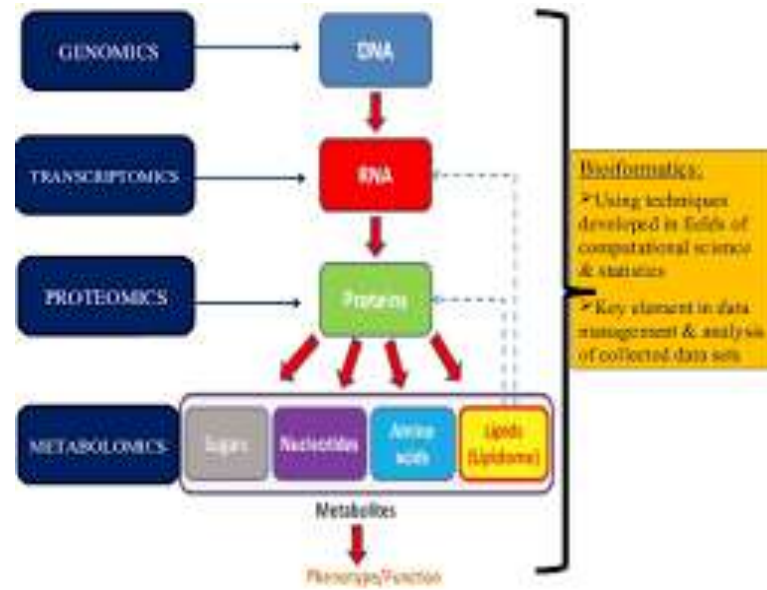 GENOMICS
DNA
TRANSCRIPTOMICS
RNA
PROTEOMICS
Proteins
METABOLOMICS
Sugars
Nucleotides
Amino
acids
Lipids
(Lipidome)
Metabolites
Phenotype/Function
Bioiformatics:
➤Using techniques
developed in fields of
computational science
& statistics
➤Key element in data
management & analysis
of collected data sets